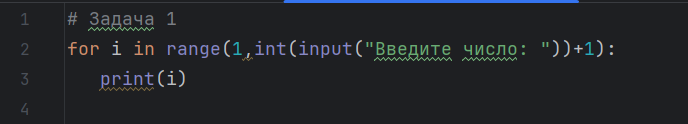 1 # Задача 1
2 for i in range(1,int(input("Введите число: "))+1):
3 print(i)
4